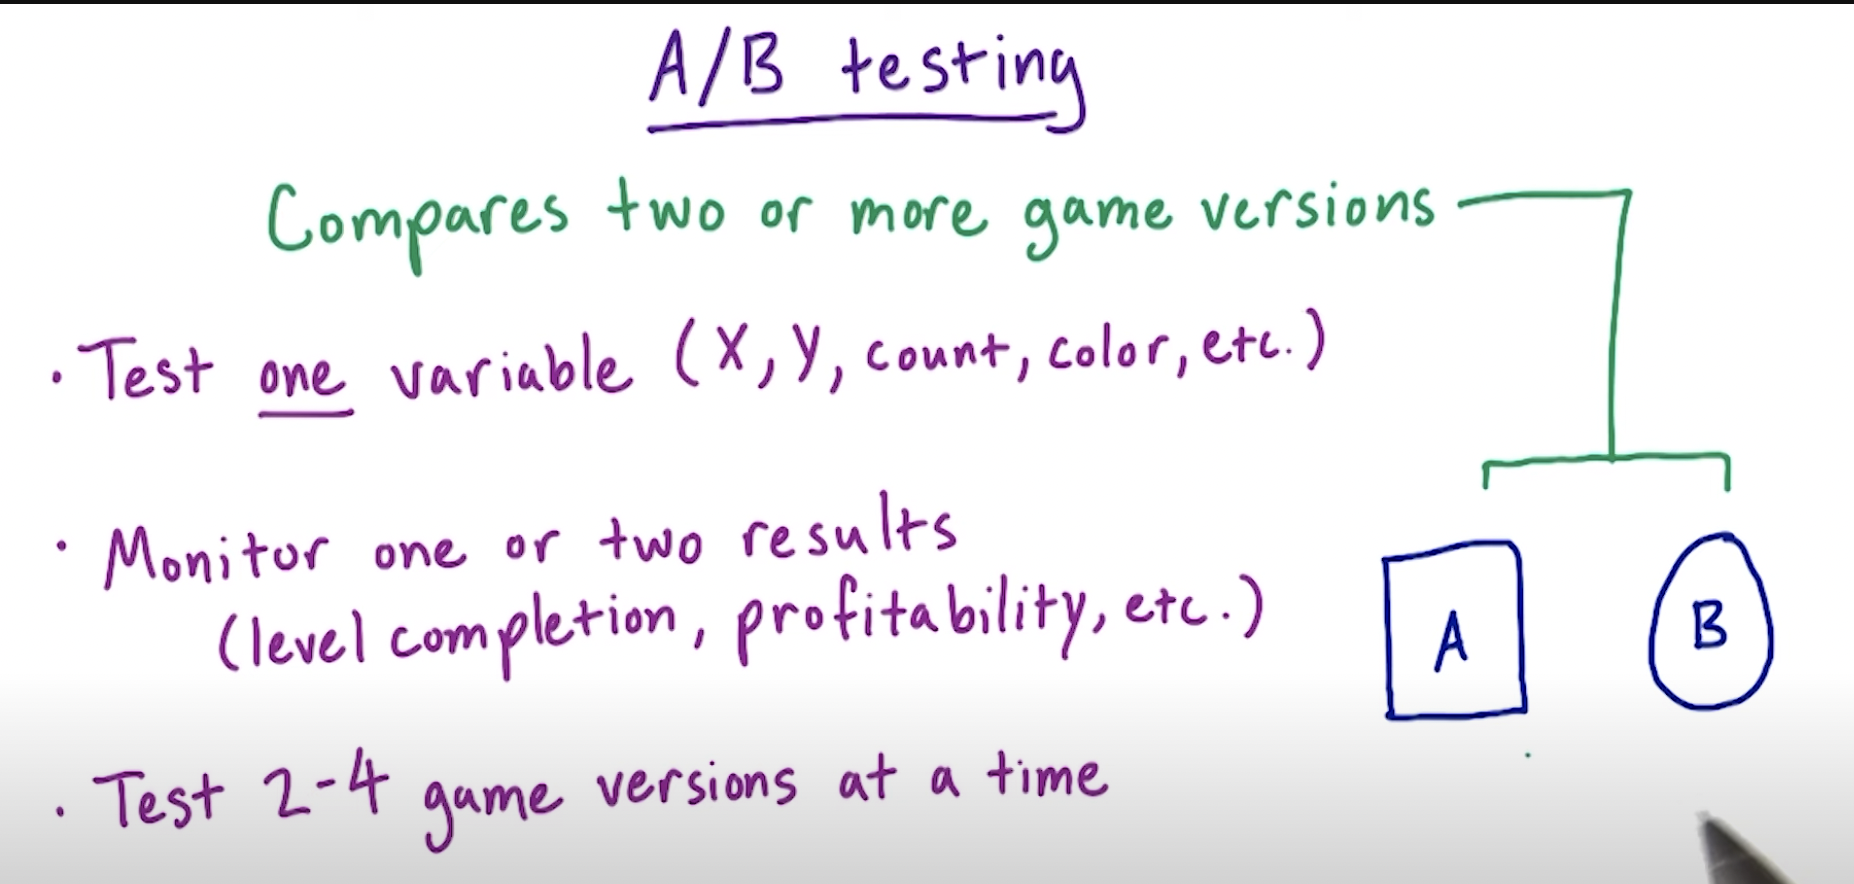 A/B testing
Compares two or more game versions
· Test one variable (X, Y, count, color, etc.)
· Monitor one or two results
(level completion, profitability, etc.)
· Test 2-4 game versions at a time
A
B